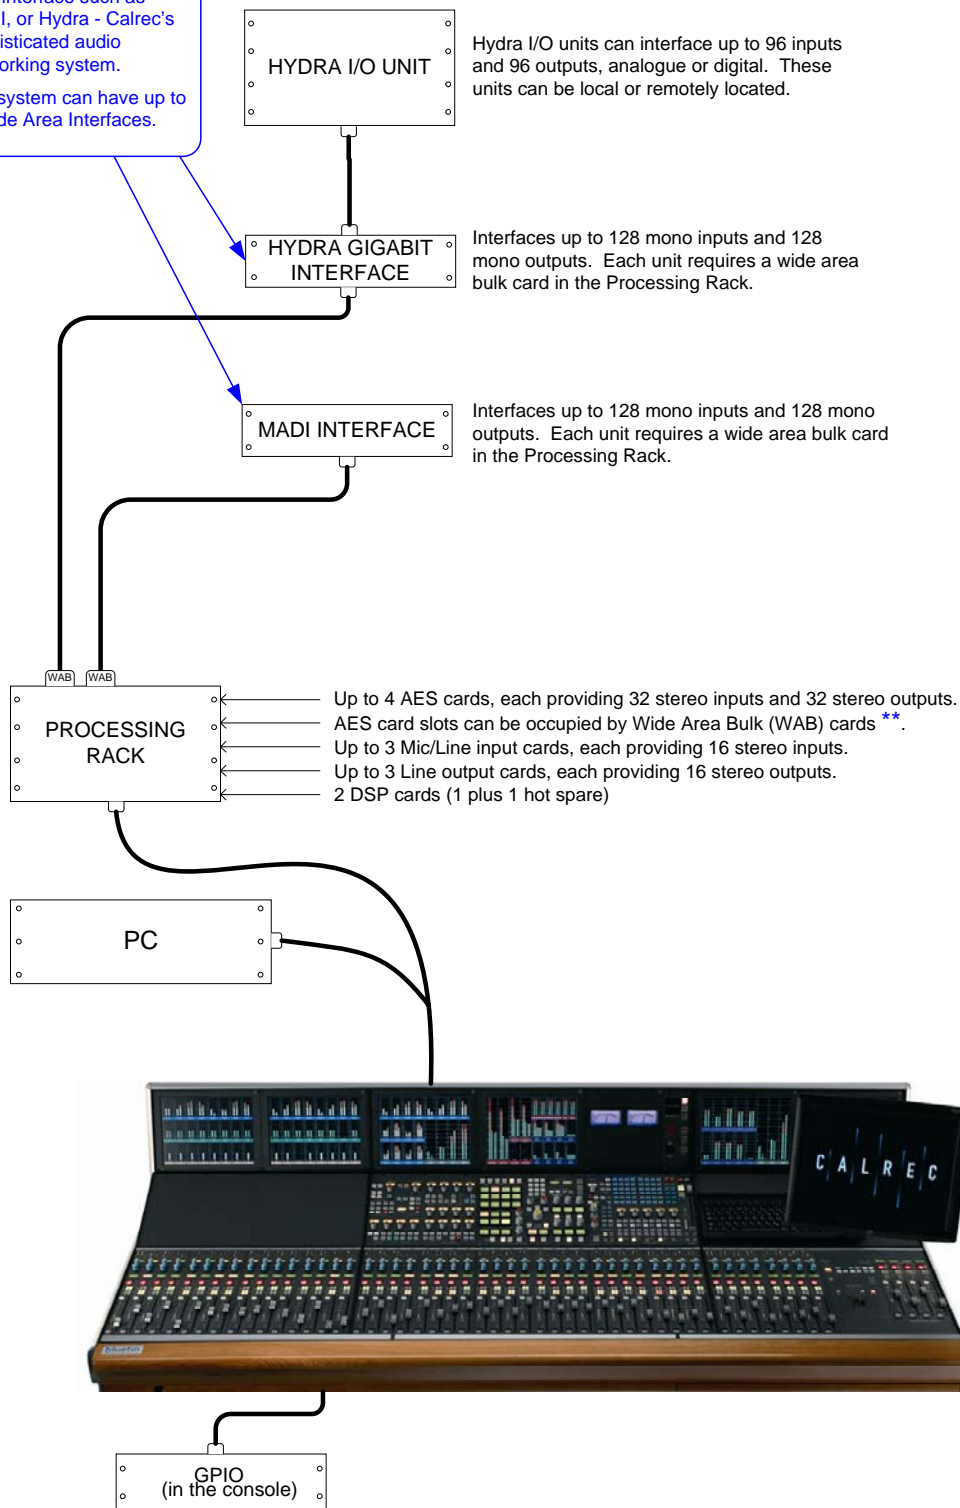 interface such as
I, or Hydra - Calrec's
isticated audio
orking system.
system can have up to
de Area Interfaces.
HYDRA I/O UNIT
Hydra I/O units can interface up to 96 inputs
and 96 outputs, analogue or digital. These
units can be local or remotely located.
HYDRA GIGABIT
INTERFACE
Interfaces up to 128 mono inputs and 128
mono outputs. Each unit requires a wide area
bulk card in the Processing Rack.
MADI INTERFACE
Interfaces up to 128 mono inputs and 128 mono
outputs. Each unit requires a wide area bulk card
in the Processing Rack.
WAB WAB
PROCESSING
RACK
Up to 4 AES cards, each providing 32 stereo inputs and 32 stereo outputs.
AES card slots can be occupied by Wide Area Bulk (WAB) cards **.
Up to 3 Mic/Line input cards, each providing 16 stereo inputs.
Up to 3 Line output cards, each providing 16 stereo outputs.
2 DSP cards (1 plus 1 hot spare)
PC
CALREC
bluefin
GPIO
(in the console)